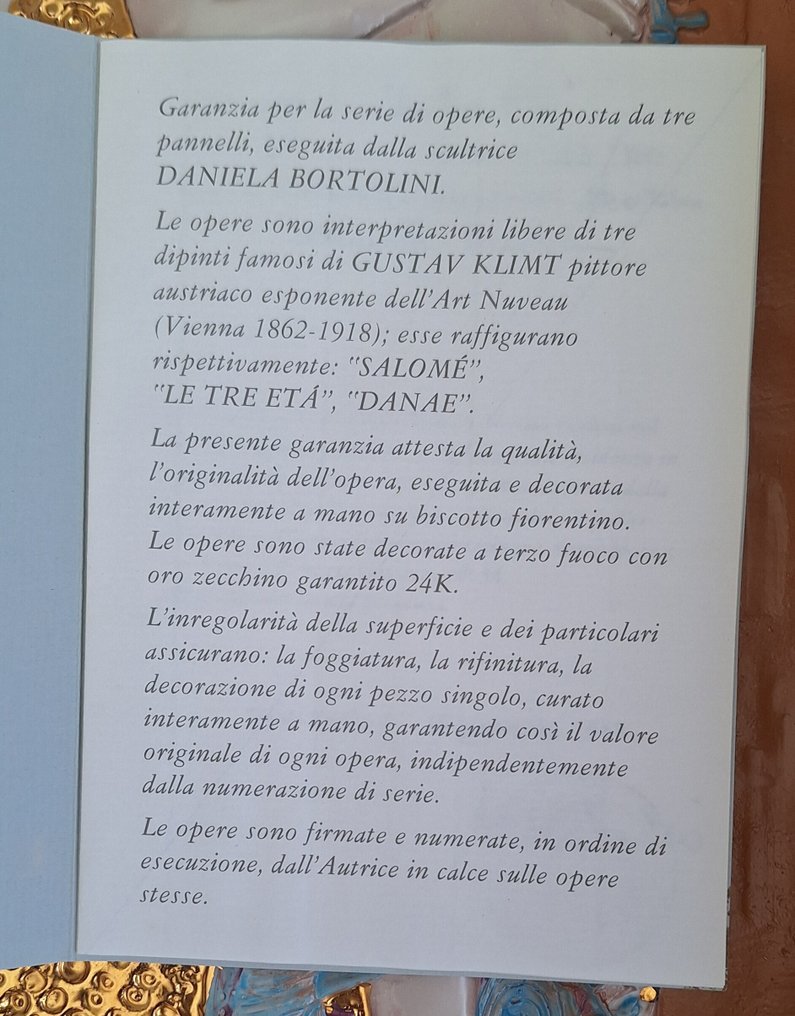 Garanzia per la serie di opere, composta da tre
pannelli, eseguita dalla scultrice
DANIELA BORTOLINI.
Le opere sono interpretazioni libere di tre
dipinti famosi di GUSTAV KLIMT pittore
austriaco esponente dell'Art Nuveau
(Vienna 1862-1918); esse raffigurano
rispettivamente: "SALOMÉ",
"LE TRE ETÁ", "DANAE".
La presente garanzia attesta la qualità,
l'originalità dell'opera, eseguita e decorata
interamente a mano su biscotto fiorentino.
Le opere sono state decorate a terzo fuoco con
oro zecchino garantito 24K.
L'inregolarità della superficie e dei particolari
assicurano: la foggiatura, la rifinitura, la
decorazione di ogni pezzo singolo, curato
interamente a mano, garantendo così il valore
originale di ogni opera, indipendentemente
dalla numerazione di serie.
Le opere sono firmate e numerate, in ordine di
esecuzione, dall'Autrice in calce sulle opere
stesse.